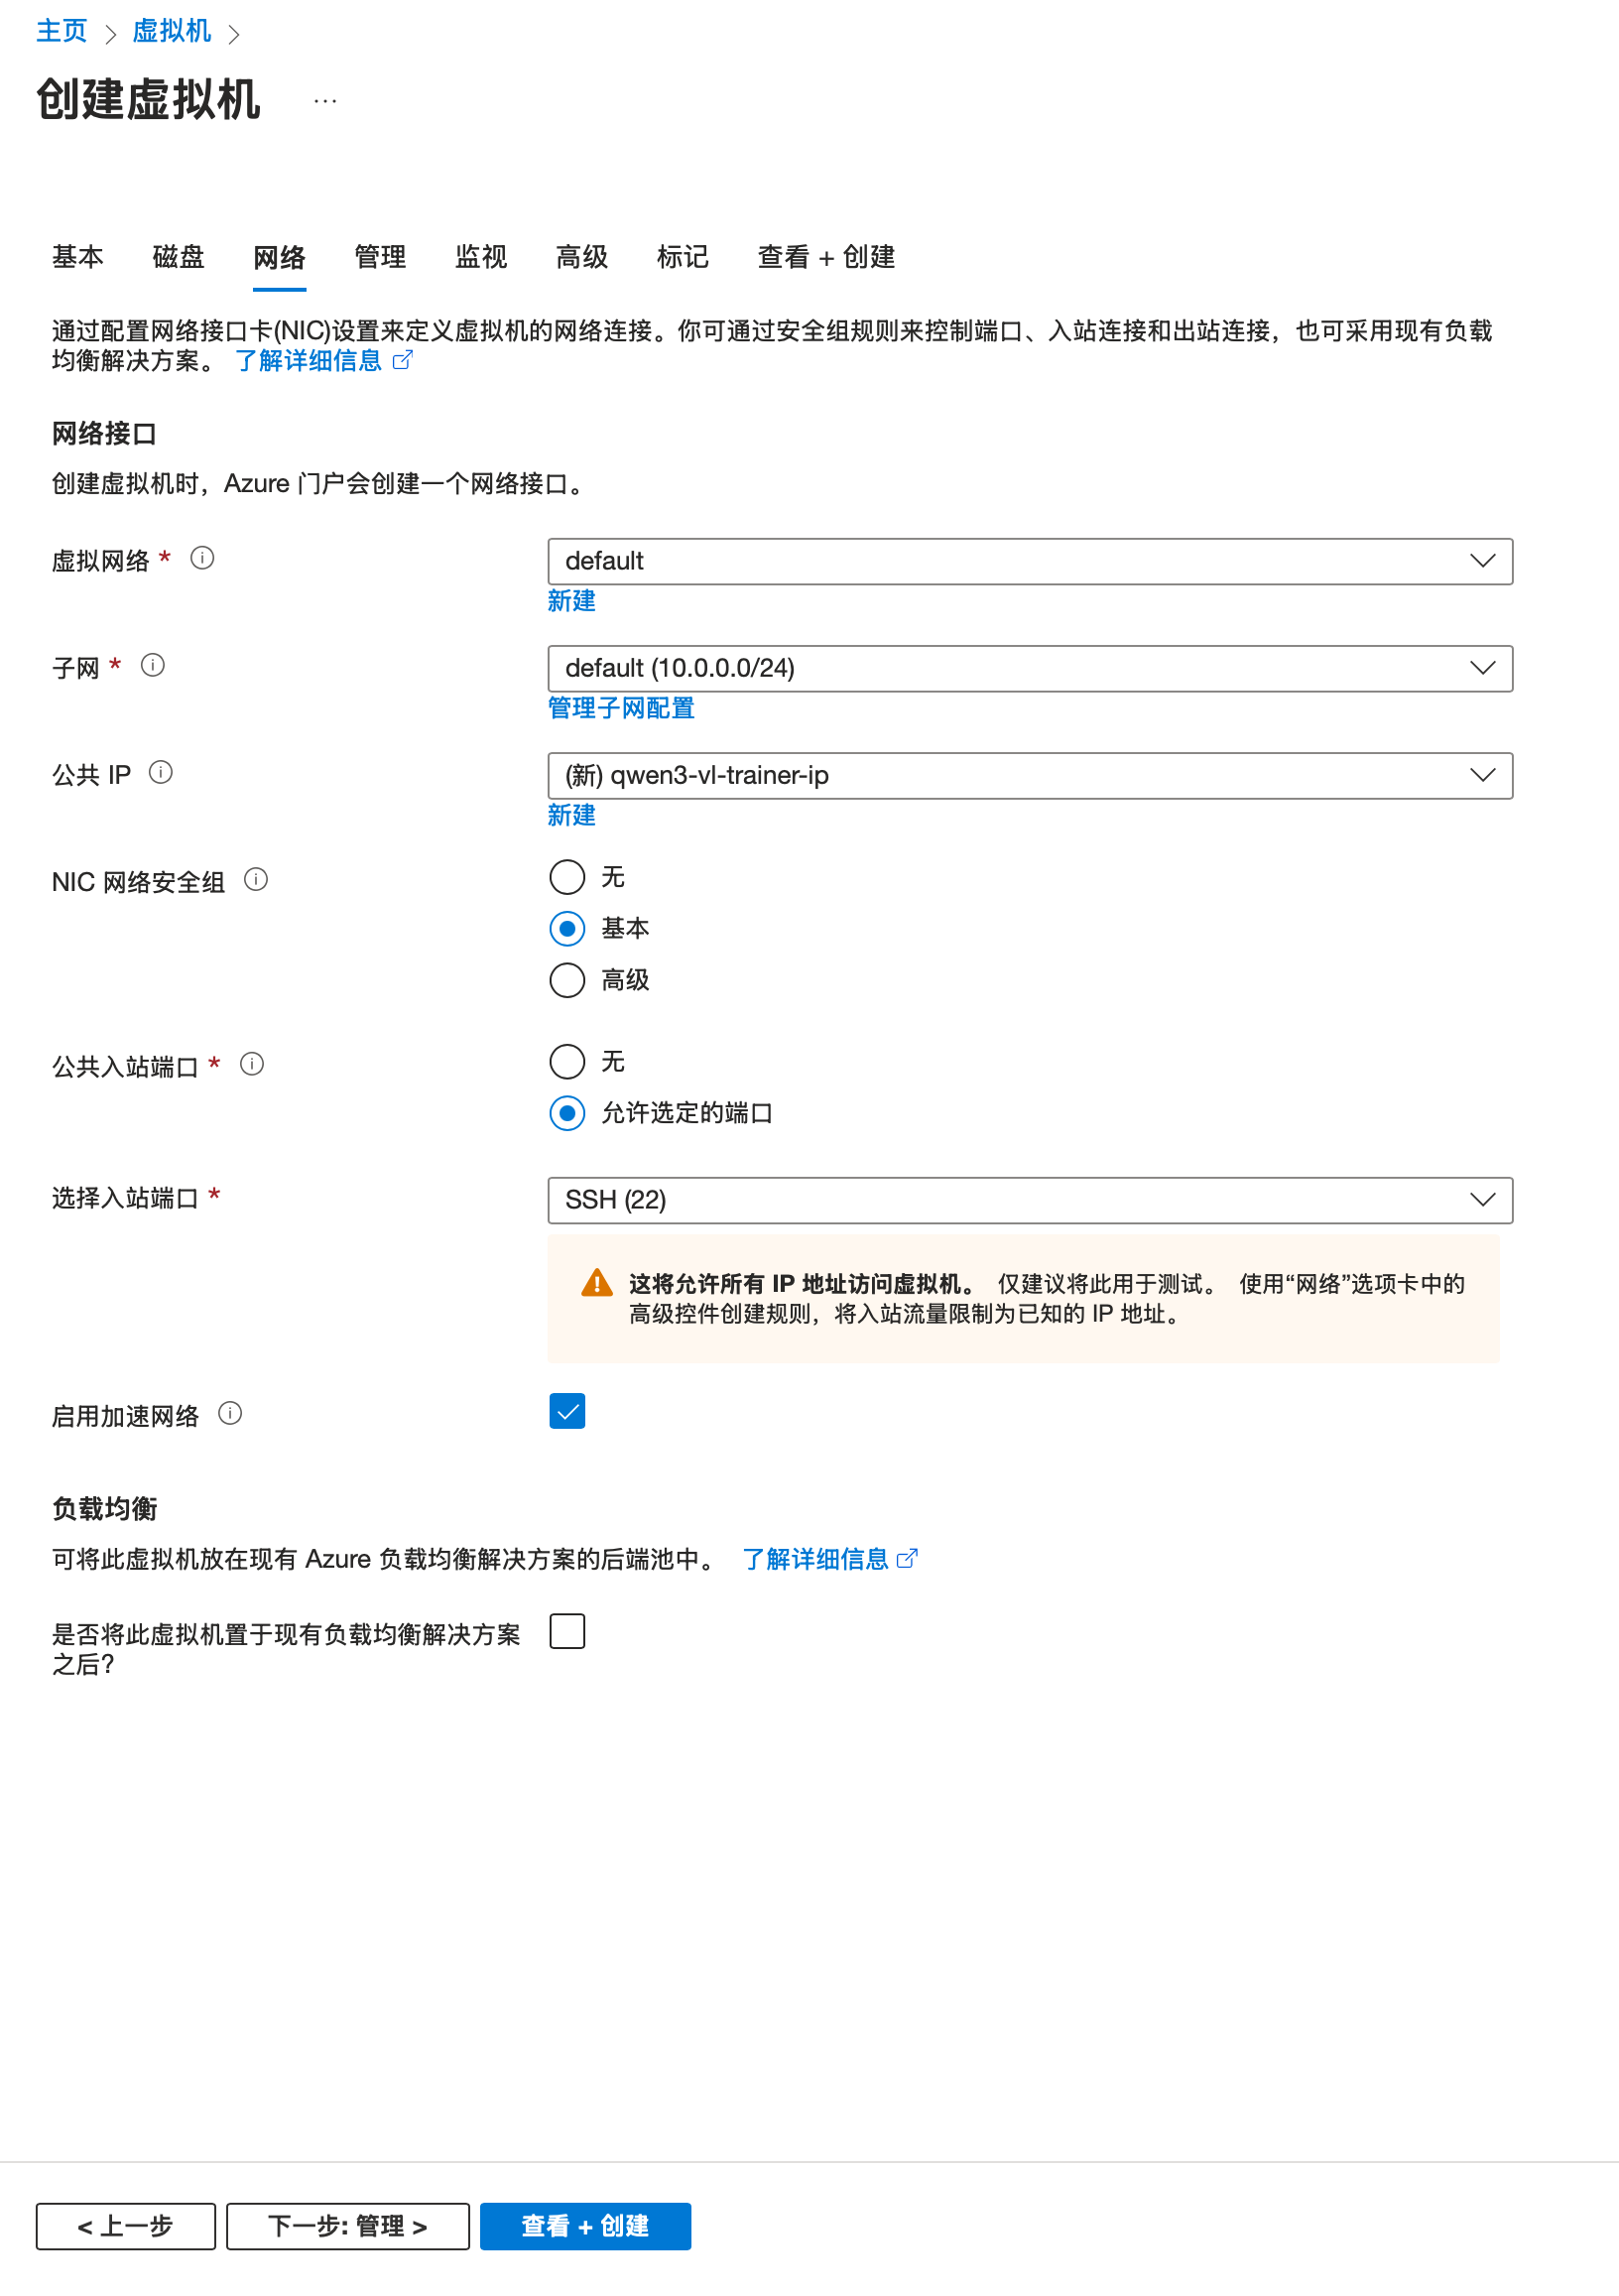 主页 > 虚拟机 >
创建虚拟机 ...
基本 磁盘 网络 管理 监视 高级 标记 查看 + 创建
通过配置网络接口卡(NIC)设置来定义虚拟机的网络连接。你可通过安全组规则来控制端口、入站连接和出站连接，也可采用现有负载
均衡解决方案。 了解详细信息
网络接口
创建虚拟机时，Azure 门户会创建一个网络接口。
虚拟网络 * default
新建
子网 * default (10.0.0.0/24)
管理子网配置
公共 IP (新) qwen3-vl-trainer-ip
新建
NIC 网络安全组 无
基本
高级
公共入站端口 * 无
允许选定的端口
选择入站端口 * SSH (22)
这将允许所有 IP 地址访问虚拟机。 仅建议将此用于测试。 使用“网络”选项卡中的
高级控件创建规则，将入站流量限制为已知的 IP 地址。
启用加速网络
负载均衡
可将此虚拟机放在现有 Azure 负载均衡解决方案的后端池中。 了解详细信息
是否将此虚拟机置于现有负载均衡解决方案
之后?
< 上一步 下一步: 管理 > 查看 + 创建